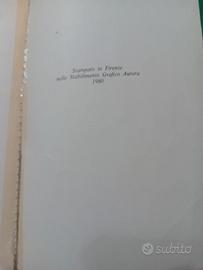 Stampato in Firenze
nello Stabilimento Grafico Aurora
1980
subito